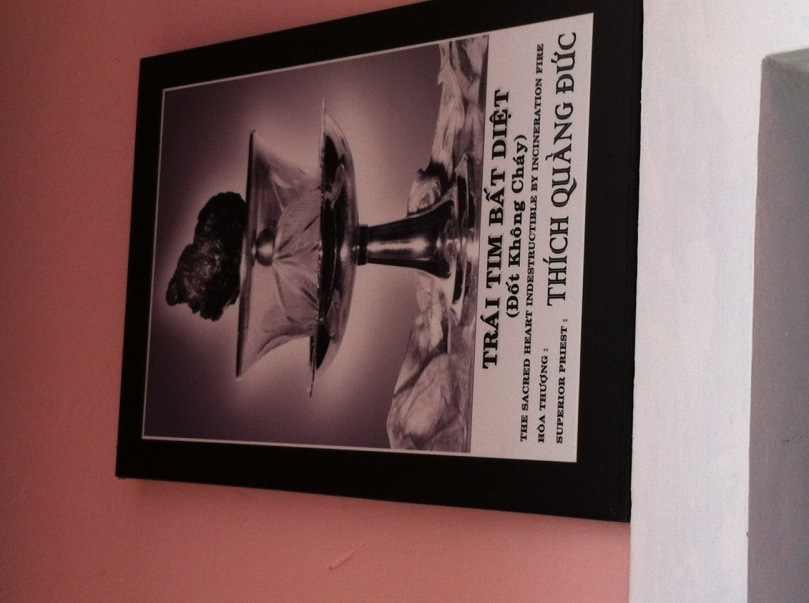 TRÁI TIM BẤT DIỆT
(Đốt Không Cháy)
THE SACRED HEART INDESTRUCTIBLE BY INCINERATION FIRE
HÒA THƯỢNG :
SUPERIOR PRIEST : THÍCH QUẢNG ĐỨC